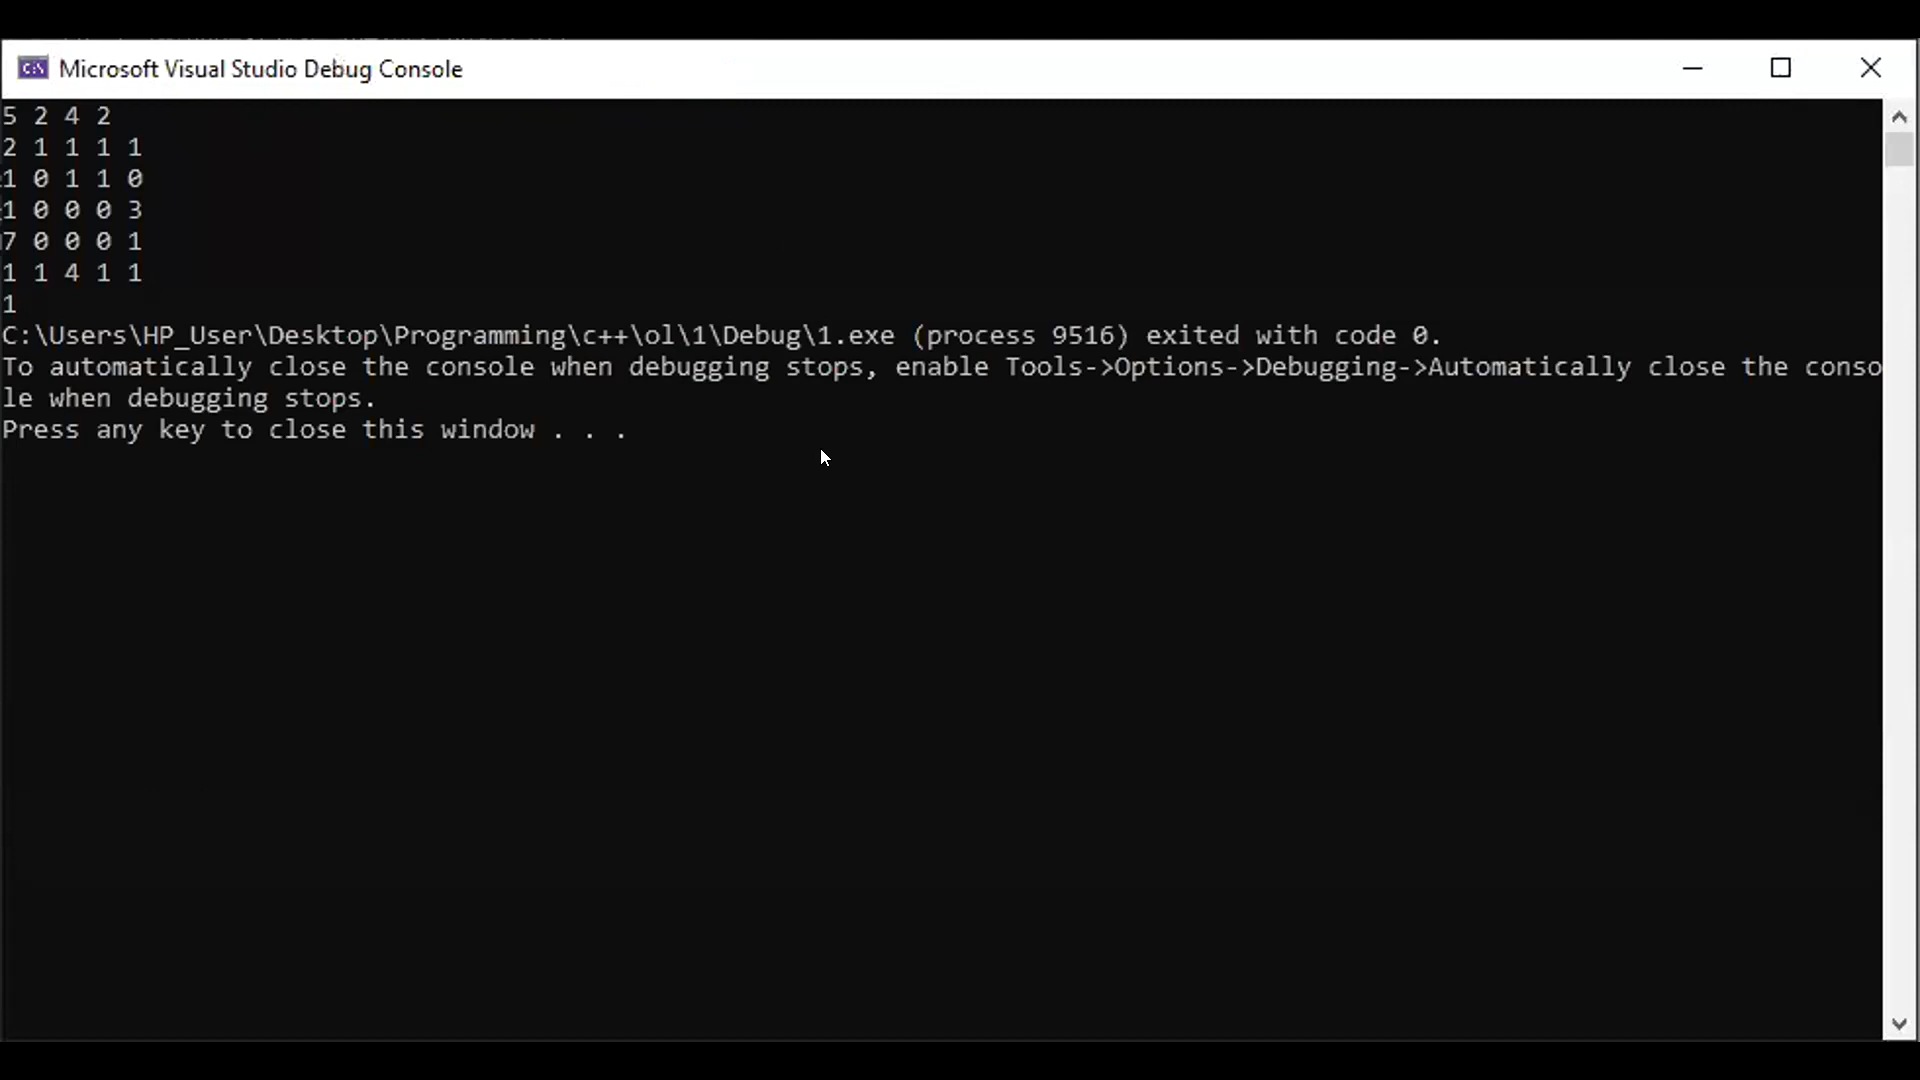 Microsoft Visual Studio Debug Console
5 2 4 2
2 1 1 1 1
1 0 1 1 0
1 0 0 0 3
7 0 0 0 1
1 1 4 1 1
1
C:\Users\HP_User\Desktop\Programming\c++\ol\1\Debug\1.exe (process 9516) exited with code 0.
To automatically close the console when debugging stops, enable Tools->Options->Debugging->Automatically close the conso
le when debugging stops.
Press any key to close this window . . .